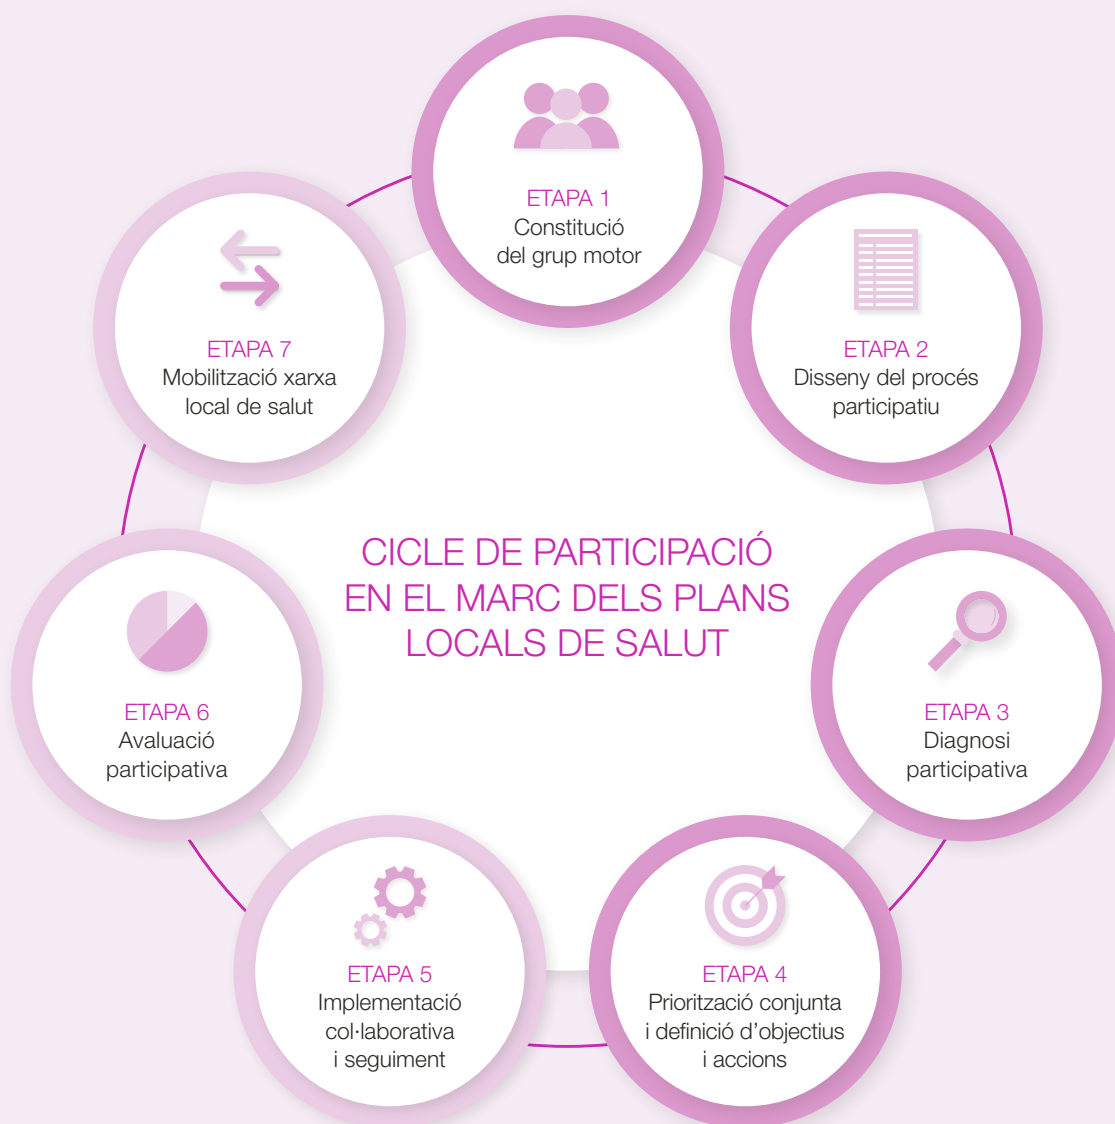 ETAPA 1
Constitució
del grup motor
ETAPA 2
Disseny del procés
participatiu
ETAPA 3
Diagnosi
participativa
ETAPA 4
Priorització conjunta
i definició d’objectius
i accions
ETAPA 5
Implementació
col·laborativa
i seguiment
ETAPA 6
Avaluació
participativa
ETAPA 7
Mobilització xarxa
local de salut
CICLE DE PARTICIPACIÓ
EN EL MARC DELS PLANS
LOCALS DE SALUT